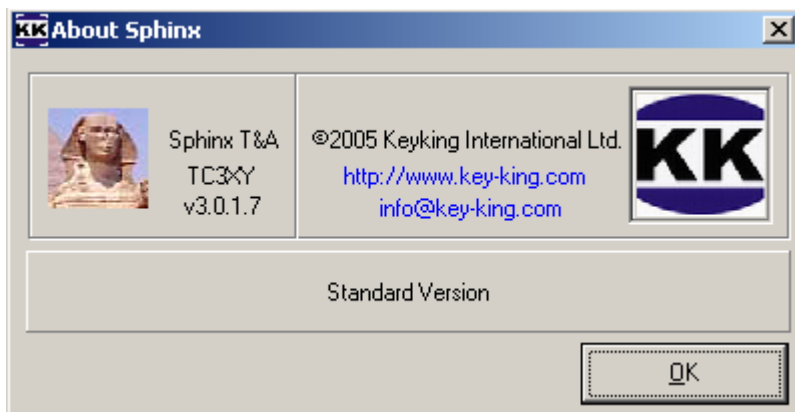 KK About Sphinx
Sphinx T&A
TC3XY
v3.0.1.7
©2005 Keyking International Ltd.
http://www.key-king.com
info@key-king.com
KK
Standard Version
OK